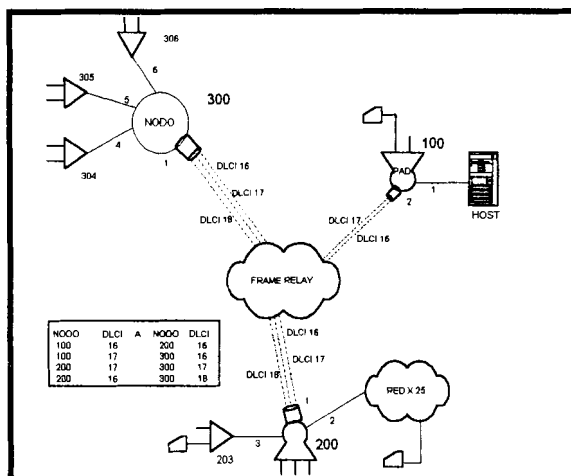 306
6
305
5
300
NODO
4
304
1
DLCI 16
DLCI 17
DLCI 18
100
PAD
1
2
HOST
DLCI 17
DLCI 16
FRAME RELAY
DLCI 16
DLCI 17
DLCI 18
NODO DLCI A NODO DLCI
100 16 200 16
100 17 300 16
200 17 300 17
200 16 300 18
1
2
RED X.25
3
200
203